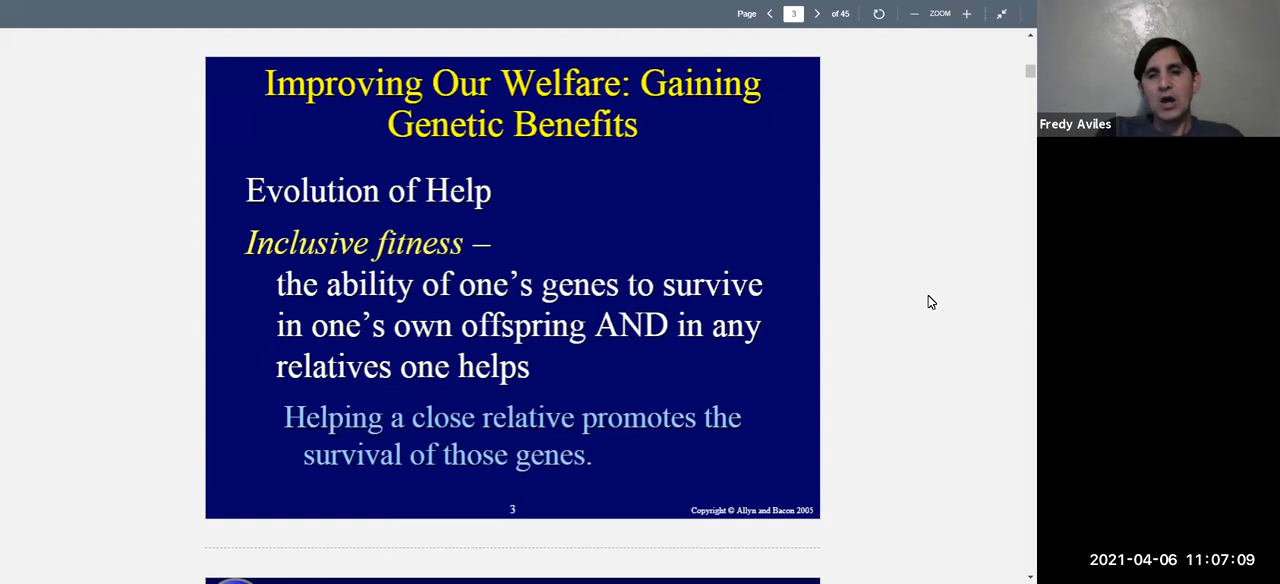 Page 3 of 45 ZOOM
Improving Our Welfare: Gaining
Genetic Benefits
Evolution of Help
Inclusive fitness –
the ability of one’s genes to survive
in one’s own offspring AND in any
relatives one helps
Helping a close relative promotes the
survival of those genes.
3
Copyright © Allyn and Bacon 2005
Fredy Aviles
2021-04-06 11:07:09